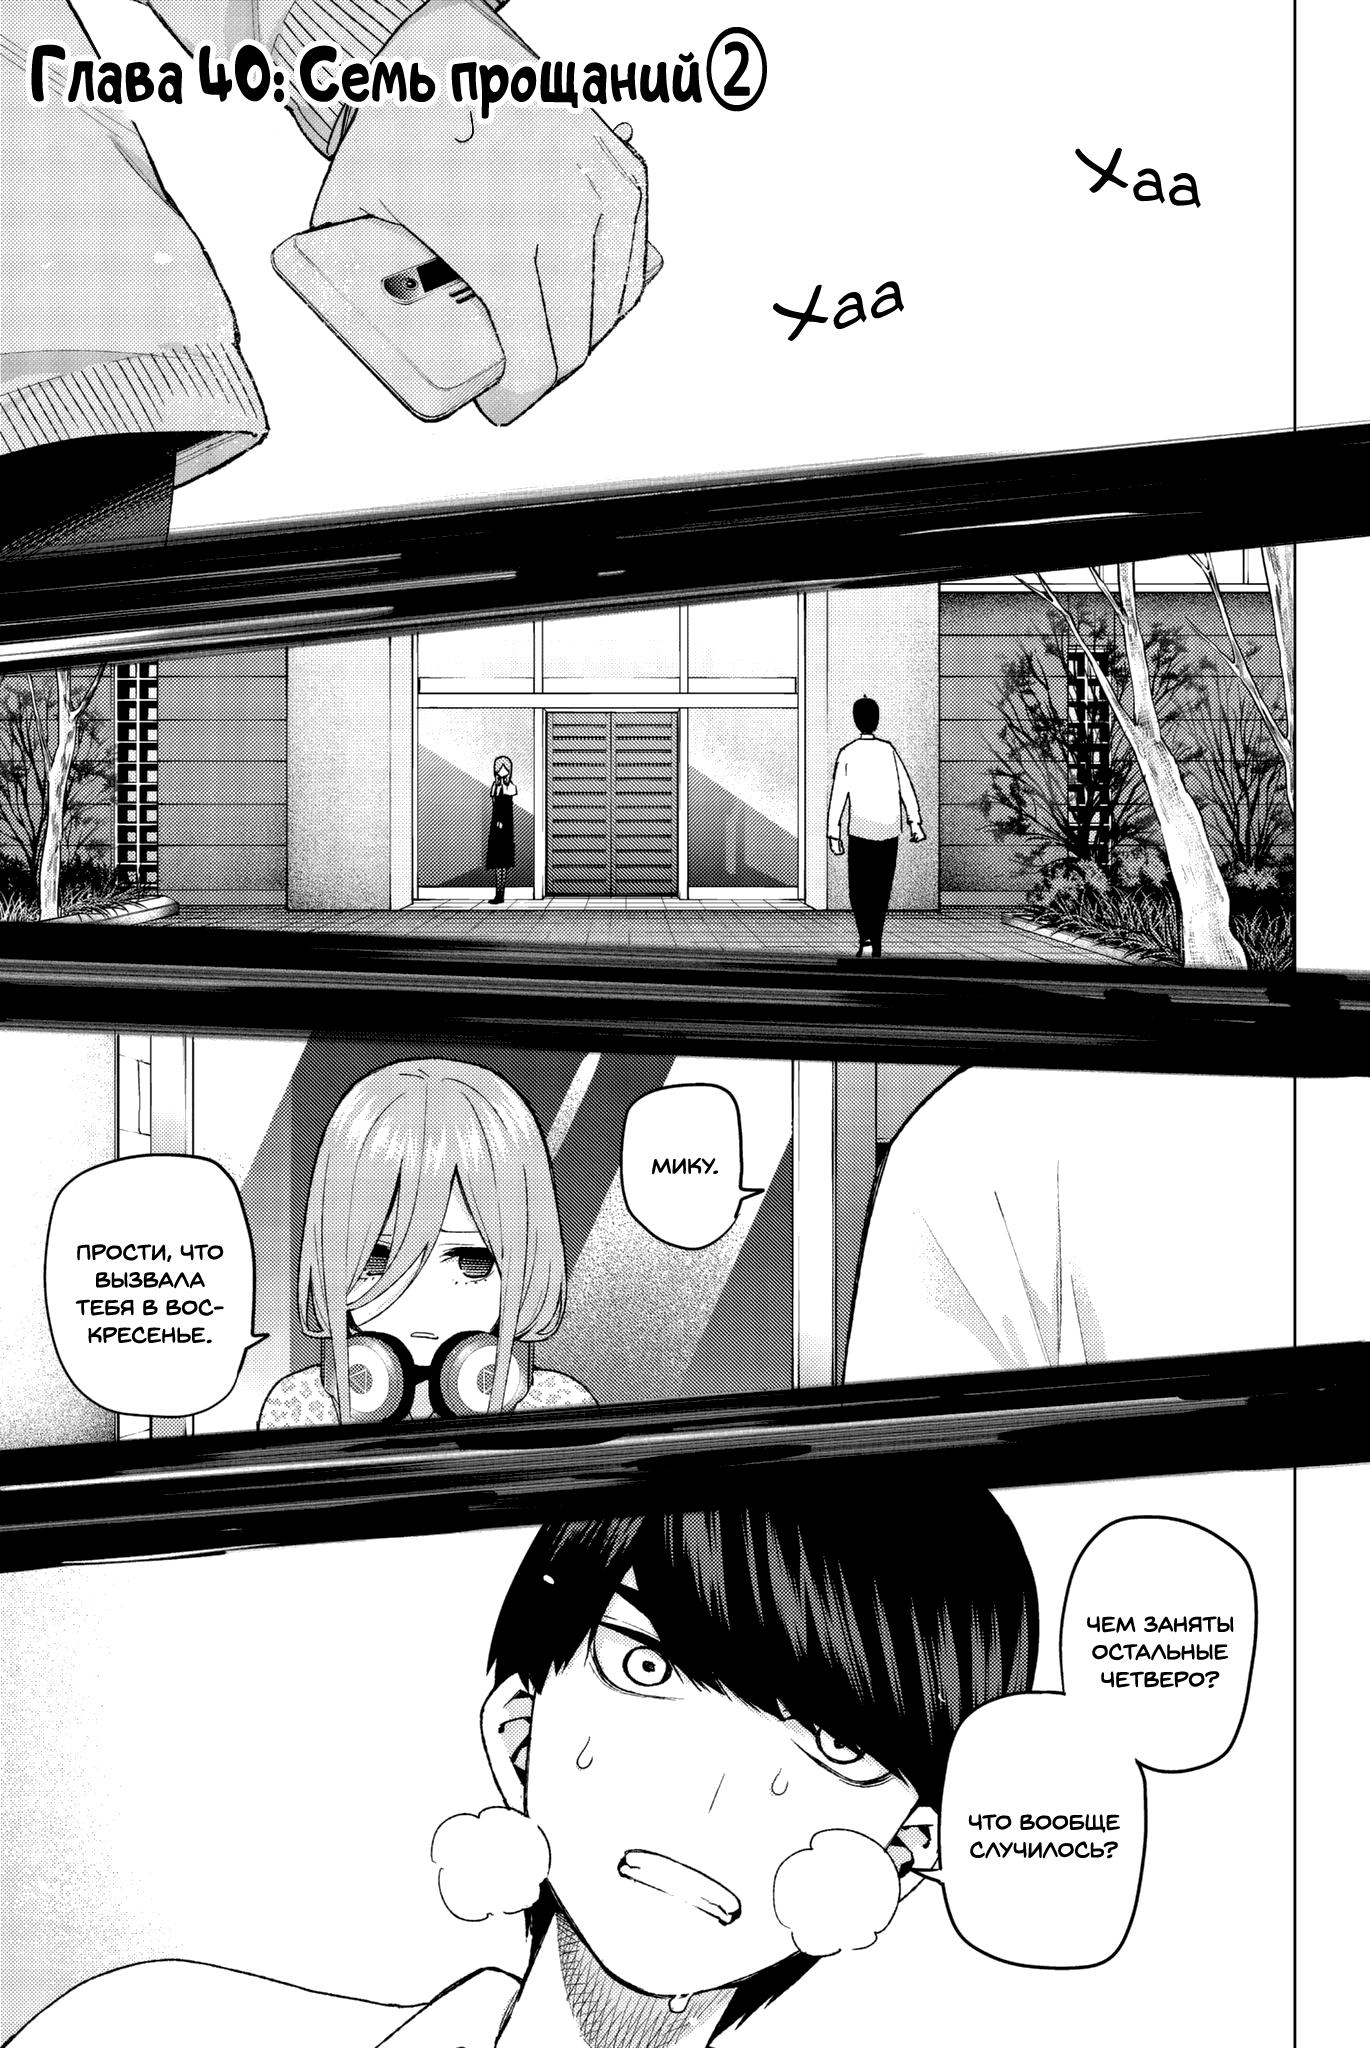 Глава 40: Семь прощаний②
Хаа
Хаа
МИКУ.
ПРОСТИ, ЧТО
ВЫЗВАЛА
ТЕБЯ В ВОС-
КРЕСЕНЬЕ.
ЧЕМ ЗАНЯТЫ
ОСТАЛЬНЫЕ
ЧЕТВЕРО?
ЧТО ВООБЩЕ
СЛУЧИЛОСЬ?